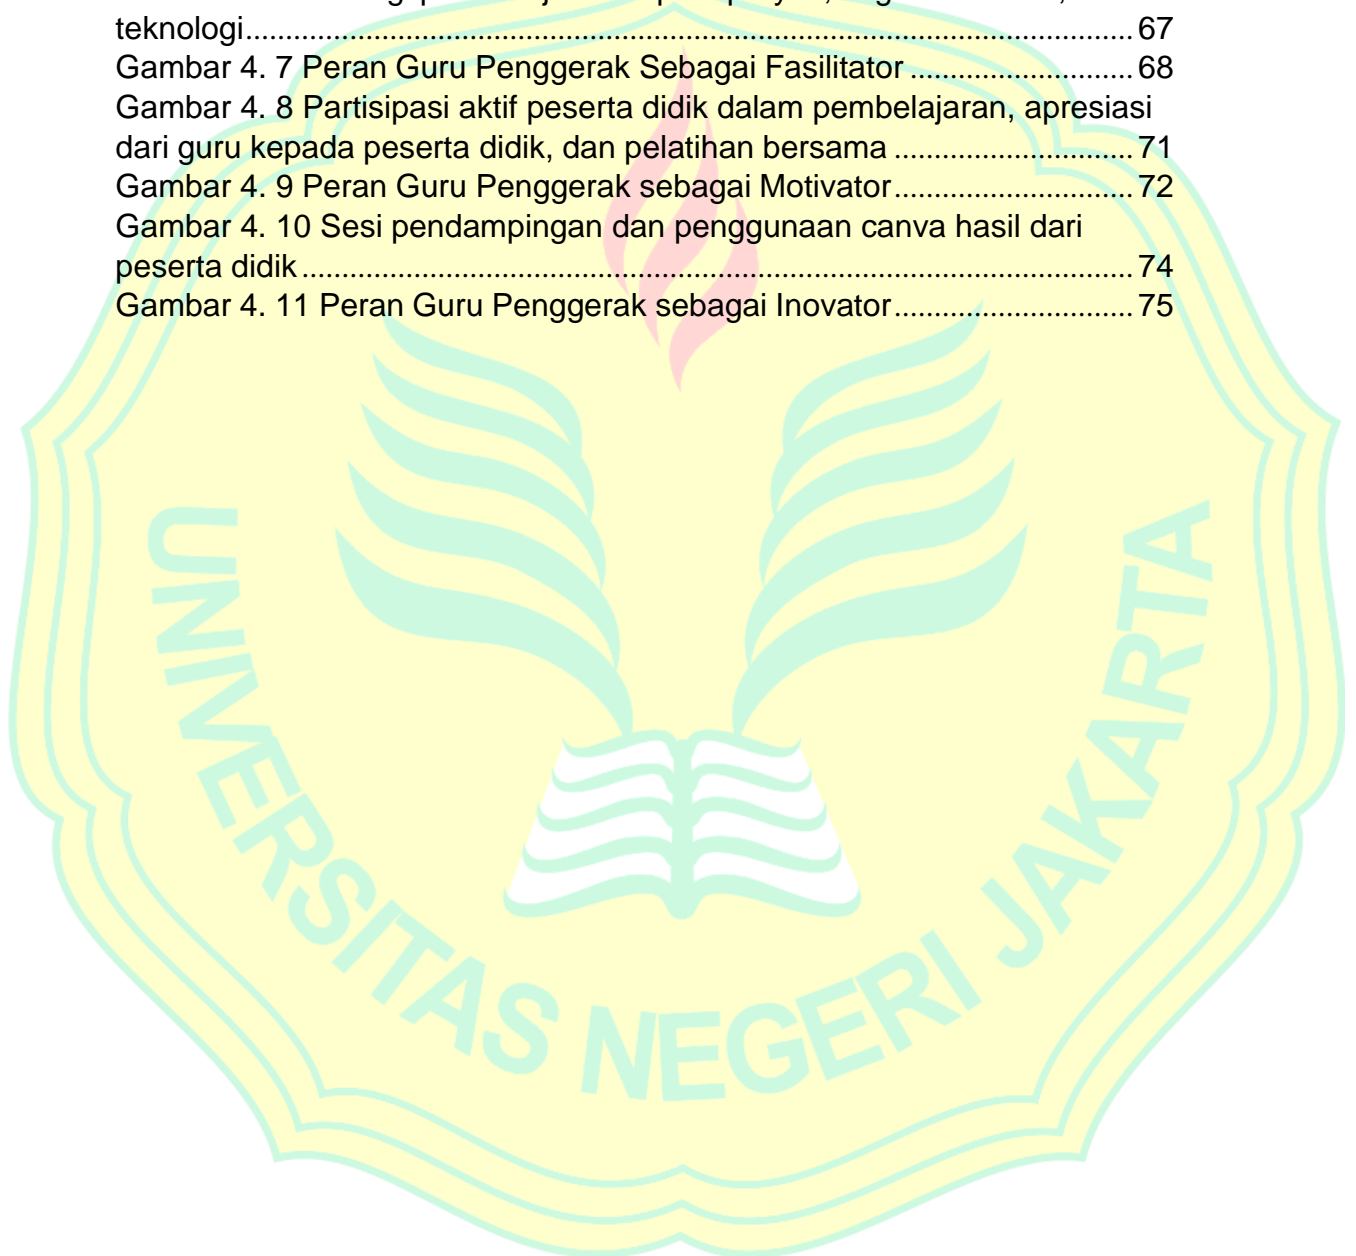 teknologi.................................................................................................................. 67
Gambar 4. 7 Peran Guru Penggerak Sebagai Fasilitator ............................ 68
Gambar 4. 8 Partisipasi aktif peserta didik dalam pembelajaran, apresiasi
dari guru kepada peserta didik, dan pelatihan bersama .............................. 71
Gambar 4. 9 Peran Guru Penggerak sebagai Motivator .............................. 72
Gambar 4. 10 Sesi pendampingan dan penggunaan canva hasil dari
peserta didik ......................................................................................................... 74
Gambar 4. 11 Peran Guru Penggerak sebagai Inovator .............................. 75
UNIVERSITAS NEGERI JAKARTA